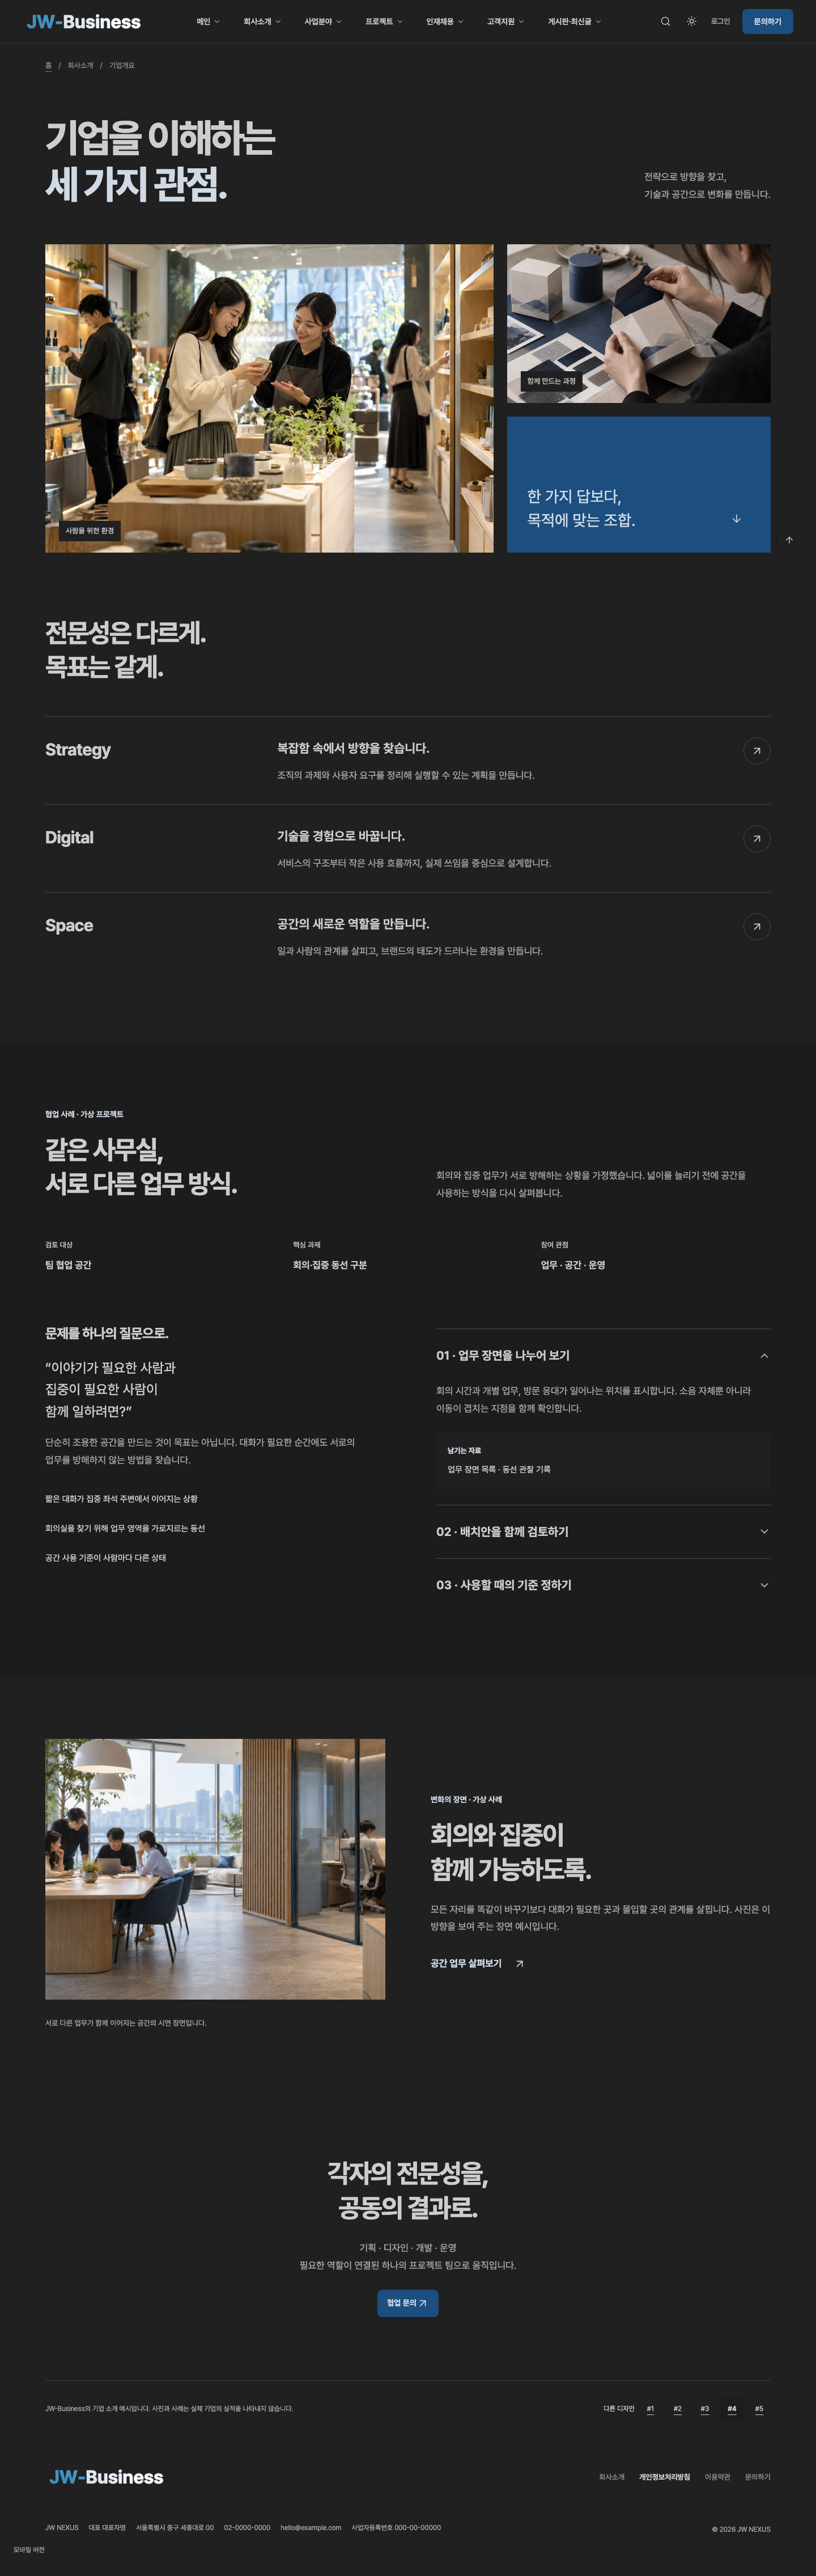 JW-Business 메인 회사소개 사업분야 프로젝트 인재채용 고객지원 게시판·최신글 로그인 문의하기
홈 / 회사소개 / 기업개요
기업을 이해하는
세 가지 관점.
전략으로 방향을 찾고,
기술과 공간으로 변화를 만듭니다.
사람을 위한 환경
함께 만드는 과정
한 가지 답보다,
목적에 맞는 조합.
전문성은 다르게.
목표는 같게.
Strategy
복잡함 속에서 방향을 찾습니다.
조직의 과제와 사용자 요구를 정리해 실행할 수 있는 계획을 만듭니다.
Digital
기술을 경험으로 바꿉니다.
서비스의 구조부터 작은 사용 흐름까지, 실제 쓰임을 중심으로 설계합니다.
Space
공간의 새로운 역할을 만듭니다.
일과 사람의 관계를 살피고, 브랜드의 태도가 드러나는 환경을 만듭니다.
협업 사례 · 가상 프로젝트
같은 사무실,
서로 다른 업무 방식.
회의와 집중 업무가 서로 방해하는 상황을 가정했습니다. 넓이를 늘리기 전에 공간을
사용하는 방식을 다시 살펴봅니다.
검토 대상
팀 협업 공간
핵심 과제
회의·집중 동선 구분
참여 관점
업무 · 공간 · 운영
문제를 하나의 질문으로.
“이야기가 필요한 사람과
집중이 필요한 사람이
함께 일하려면?”
단순히 조용한 공간을 만드는 것이 목표는 아닙니다. 대화가 필요한 순간에도 서로의
업무를 방해하지 않는 방법을 찾습니다.
짧은 대화가 집중 좌석 주변에서 이어지는 상황
회의실을 찾기 위해 업무 영역을 가로지르는 동선
공간 사용 기준이 사람마다 다른 상태
01 · 업무 장면을 나누어 보기
회의 시간과 개별 업무, 방문 응대가 일어나는 위치를 표시합니다. 소음 자체뿐 아니라
이동이 겹치는 지점을 함께 확인합니다.
남기는 자료
업무 장면 목록 · 동선 관찰 기록
02 · 배치안을 함께 검토하기
03 · 사용할 때의 기준 정하기
서로 다른 업무가 함께 이어지는 공간의 시연 장면입니다.
변화의 장면 · 가상 사례
회의와 집중이
함께 가능하도록.
모든 자리를 똑같이 바꾸기보다 대화가 필요한 곳과 몰입할 곳의 관계를 살핍니다. 사진은 이
방향을 보여 주는 장면 예시입니다.
공간 업무 살펴보기
각자의 전문성을,
공동의 결과로.
기획 · 디자인 · 개발 · 운영
필요한 역할이 연결된 하나의 프로젝트 팀으로 움직입니다.
협업 문의
JW-Business의 기업 소개 예시입니다. 사진과 사례는 실제 기업의 실적을 나타내지 않습니다.
다른 디자인 #1 #2 #3 #4 #5
JW-Business
회사소개 개인정보처리방침 이용약관 문의하기
JW NEXUS 대표 대표자명 서울특별시 중구 세종대로 00 02-0000-0000 hello@example.com 사업자등록번호 000-00-00000
© 2026 JW NEXUS
모바일 버전